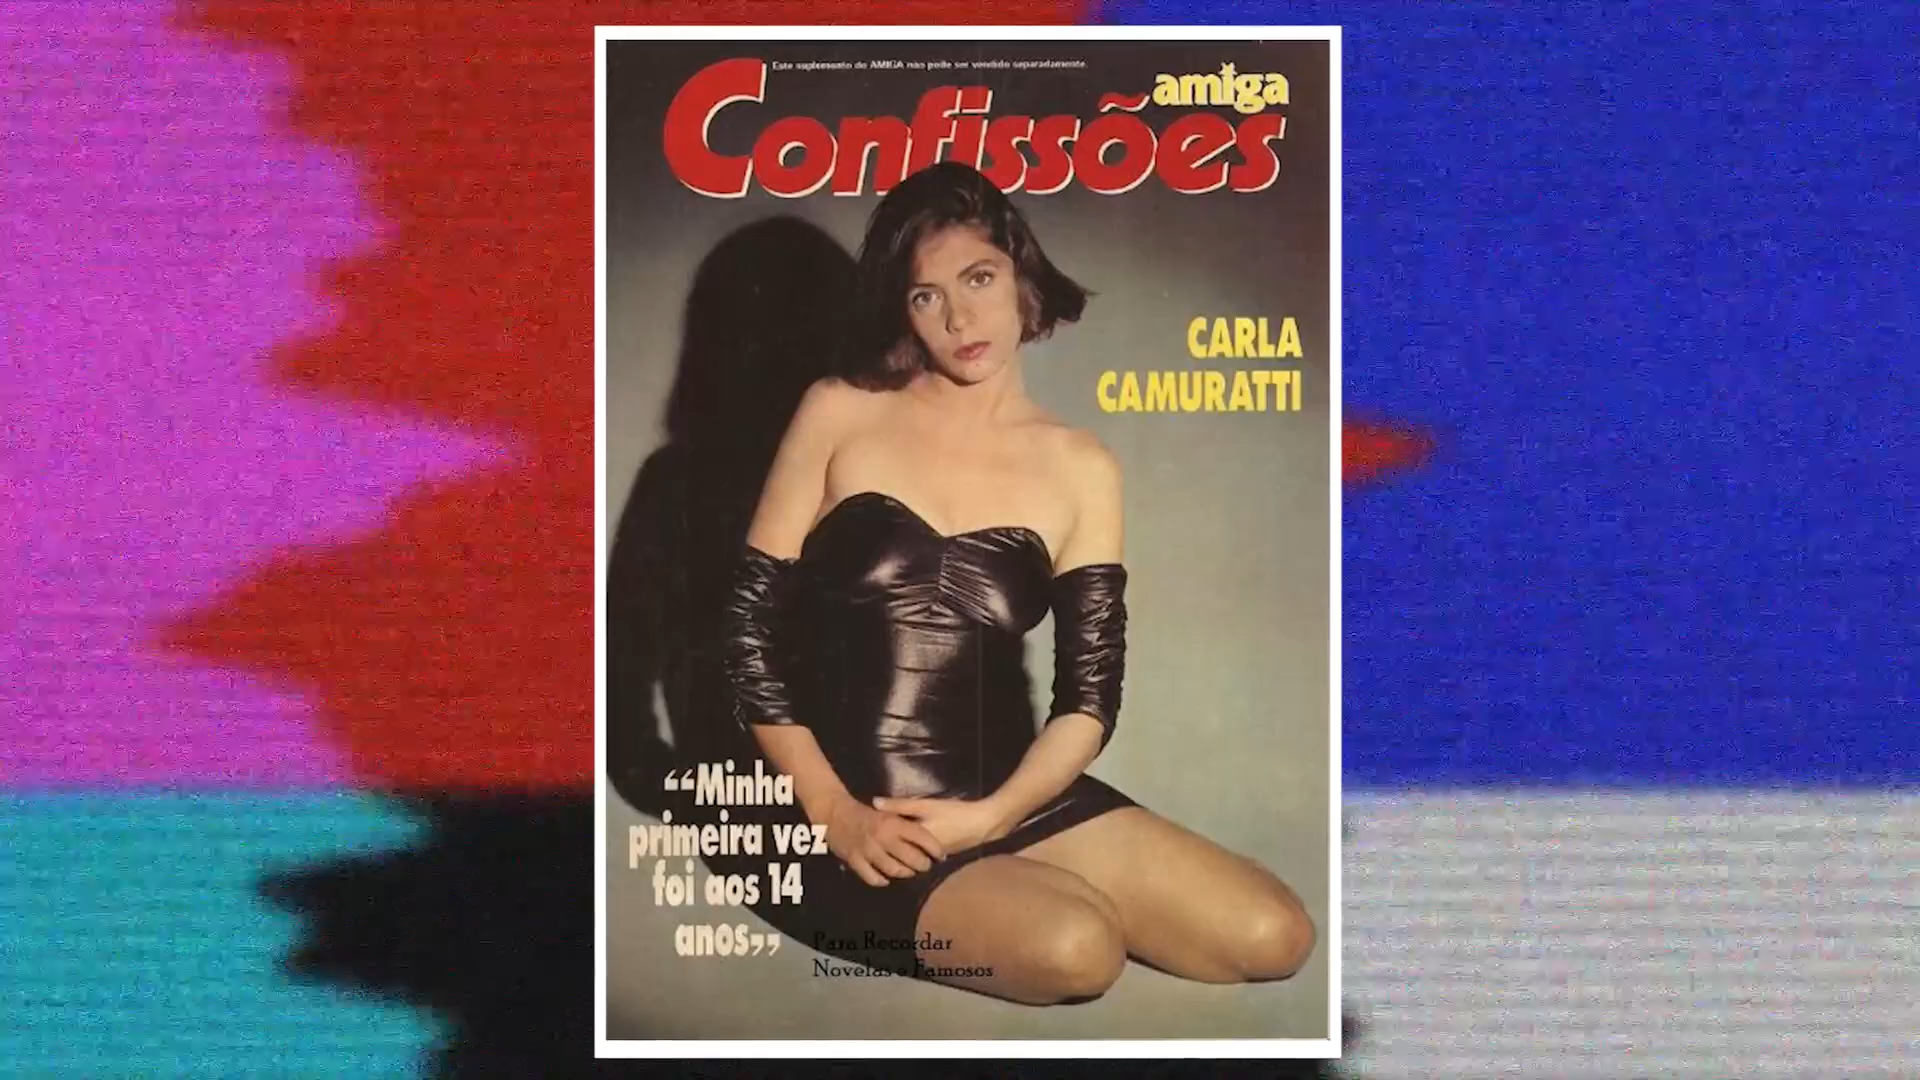 Este suplemento de AMIGA não pode ser vendido separadamente.
amiga
Confissões
CARLA
CAMURATTI
“Minha
primeira vez
foi aos 14
anos”
Para Recordar
Novelas e Famosos